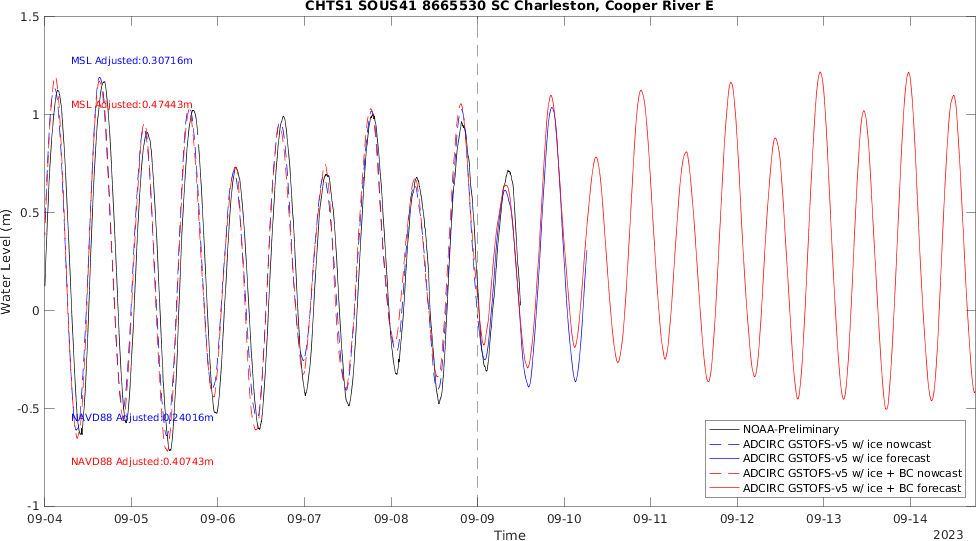 CHTS1 SOUS41 8665530 SC Charleston, Cooper River E
1.5
1
0.5
0
-0.5
-1
Water Level (m)
MSL Adjusted:0.30716m
MSL Adjusted:0.47443m
NAVD88 Adjusted:0.24016m
NAVD88 Adjusted:0.40743m
NOAA-Preliminary
ADCIRC GSTOFS-v5 w/ ice nowcast
ADCIRC GSTOFS-v5 w/ ice forecast
ADCIRC GSTOFS-v5 w/ ice + BC nowcast
ADCIRC GSTOFS-v5 w/ ice + BC forecast
09-04 09-05 09-06 09-07 09-08 09-09 09-10 09-11 09-12 09-13 09-14
Time
2023